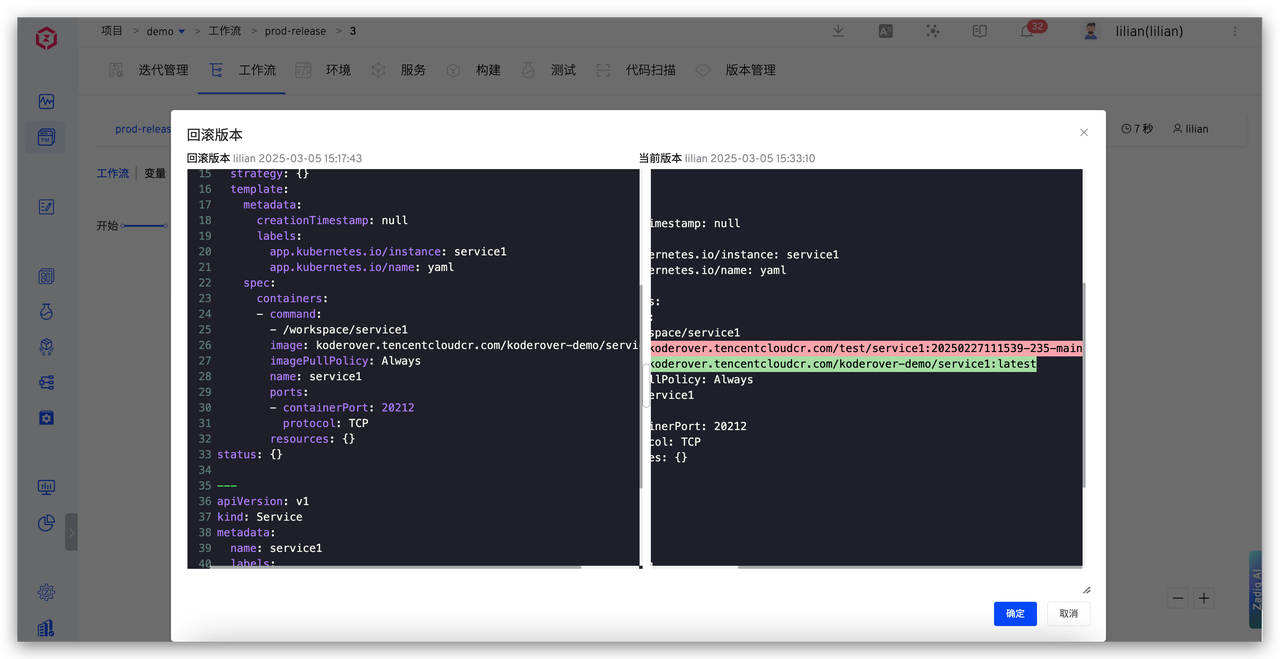 项目 > demo > 工作流 > prod-release > 3
32
lilian(lilian)
迭代管理 工作流 环境 服务 构建 测试 代码扫描 版本管理
prod-releas
7 秒 lilian
工作流 变量
开始
回滚版本
回滚版本 lilian 2025-03-05 15:17:43
当前版本 lilian 2025-03-05 15:33:10
15 strategy: {}
16 template:
17 metadata:
18 creationTimestamp: null
19 labels:
20 app.kubernetes.io/instance: service1
21 app.kubernetes.io/name: yaml
22 spec:
23 containers:
24 - command:
25 - /workspace/service1
26 image: koderover.tencentcloudcr.com/koderover-demo/servi
27 imagePullPolicy: Always
28 name: service1
29 ports:
30 - containerPort: 20212
31 protocol: TCP
32 resources: {}
33 status: {}
34
35 ---
36 apiVersion: v1
37 kind: Service
38 metadata:
39 name: service1
40 labels:
imestamp: null
ernetes.io/instance: service1
ernetes.io/name: yaml
s:
:
space/service1
koderover.tencentcloudcr.com/test/service1:20250227111539-235-main
koderover.tencentcloudcr.com/koderover-demo/service1:latest
llPolicy: Always
ervice1
inerPort: 20212
col: TCP
es: {}
确定 取消
Zadig AI